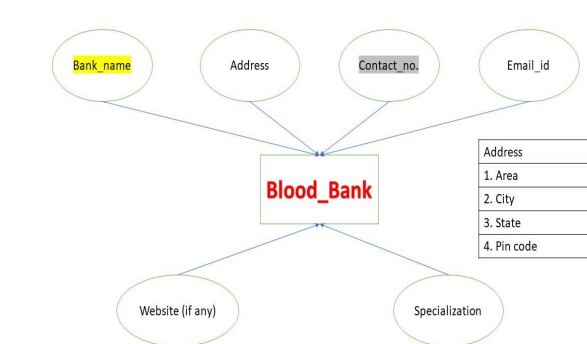 Bank_name
Address
Contact_no.
Email_id
Blood_Bank
Address
1. Area
2. City
3. State
4. Pin code
Website (if any)
Specialization